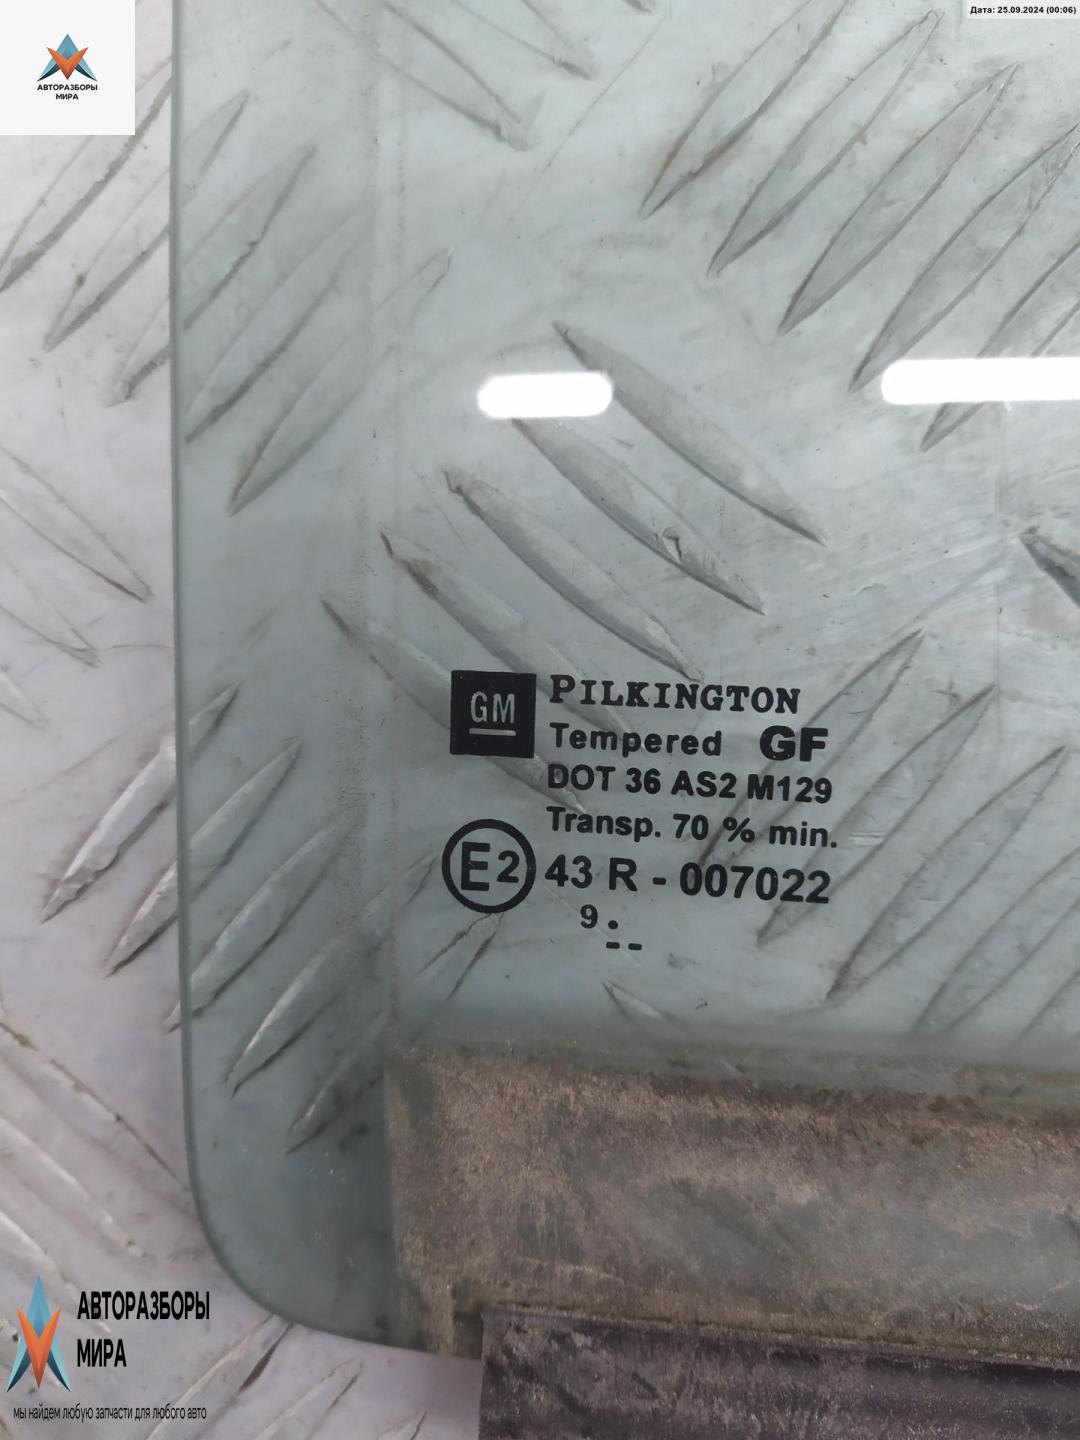 Дата: 25.09.2024 (00:06)
АВТОРАЗБОРЫ
МИРА
GM
PILKINGTON
Tempered GF
DOT 36 AS2 M129
Transp. 70 % min.
E2 43 R - 007022
9 .
--
АВТОРАЗБОРЫ
МИРА
мы найдем любую запчасти для любого авто